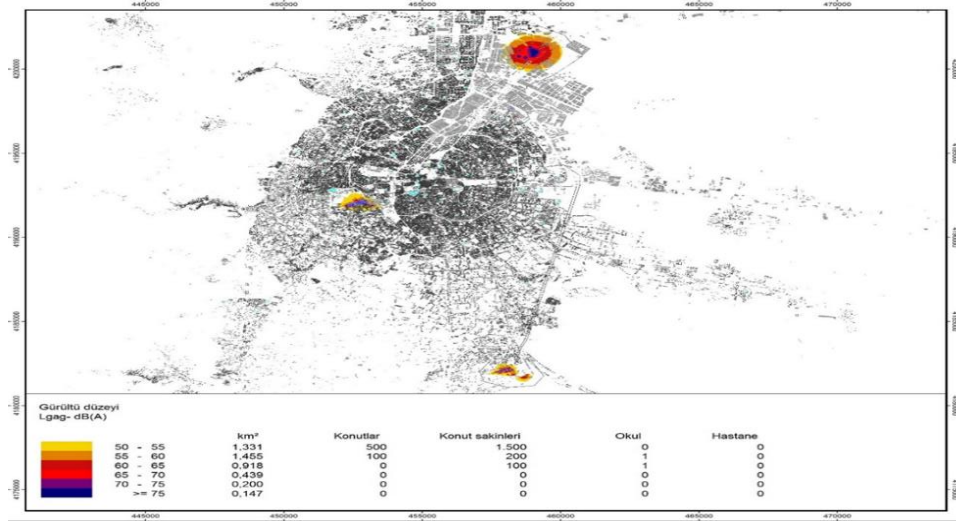 445000 450000 455000 460000 465000 470000
Gürültü düzeyi
Lgag- dB(A)
km² Konutlar Konut sakinleri Okul Hastane
50 - 55 1,331 500 1.500 0 0
55 - 60 1,455 100 200 1 0
60 - 65 0,918 0 100 1 0
65 - 70 0,439 0 0 0 0
70 - 75 0,200 0 0 0 0
>= 75 0,147 0 0 0 0
445000 450000 455000 460000 465000 470000